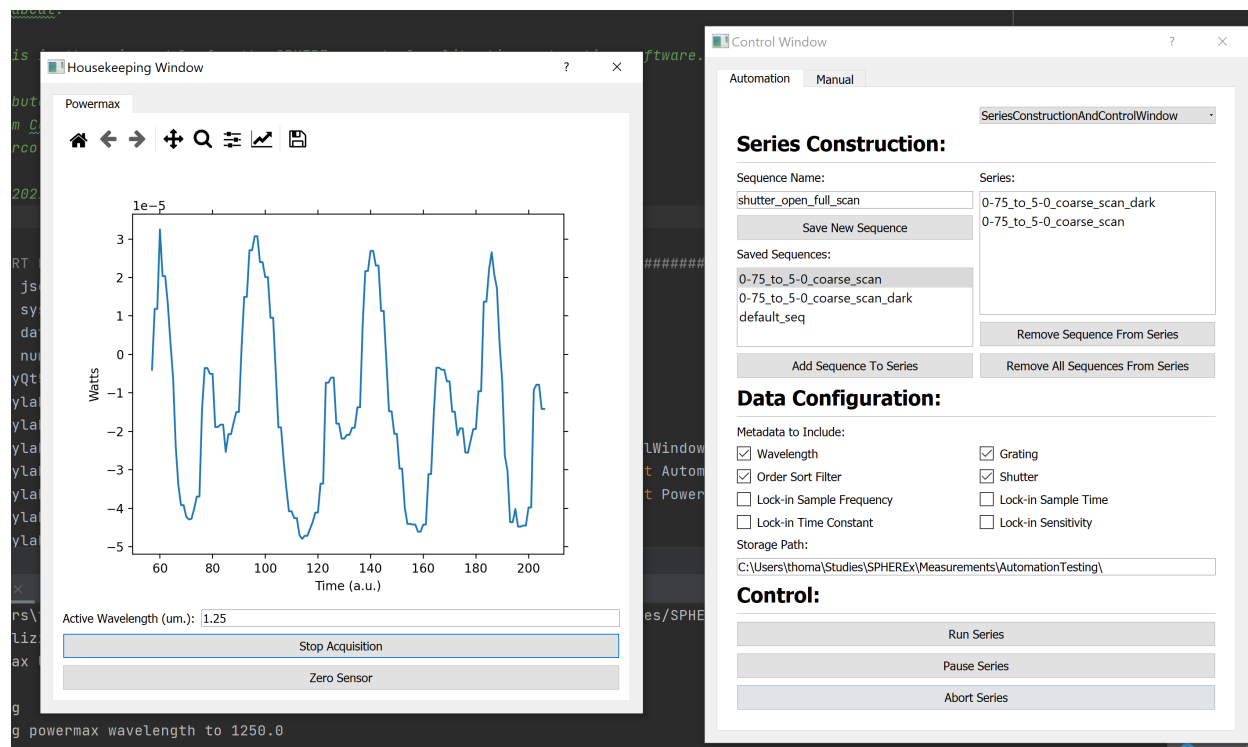 Housekeeping Window
?
Powermax
1e−5
3
2
1
0
−1
−2
−3
−4
−5
Watts
60 80 100 120 140 160 180 200
Time (a.u.)
Active Wavelength (um.): 1.25
Stop Acquisition
Zero Sensor
g powermax wavelength to 1250.0
ftware.
########
lWindow
t Autom
t Power
es/SPHE
Control Window
?
Automation Manual
SeriesConstructionAndControlWindow
Series Construction:
Sequence Name: Series:
shutter_open_full_scan
0-75_to_5-0_coarse_scan_dark
0-75_to_5-0_coarse_scan
Save New Sequence
Saved Sequences:
0-75_to_5-0_coarse_scan
0-75_to_5-0_coarse_scan_dark
default_seq
Remove Sequence From Series
Add Sequence To Series Remove All Sequences From Series
Data Configuration:
Metadata to Include:
Wavelength Grating
Order Sort Filter Shutter
Lock-in Sample Frequency Lock-in Sample Time
Lock-in Time Constant Lock-in Sensitivity
Storage Path:
C:\Users\thoma\Studies\SPHEREx\Measurements\AutomationTesting\
Control:
Run Series
Pause Series
Abort Series